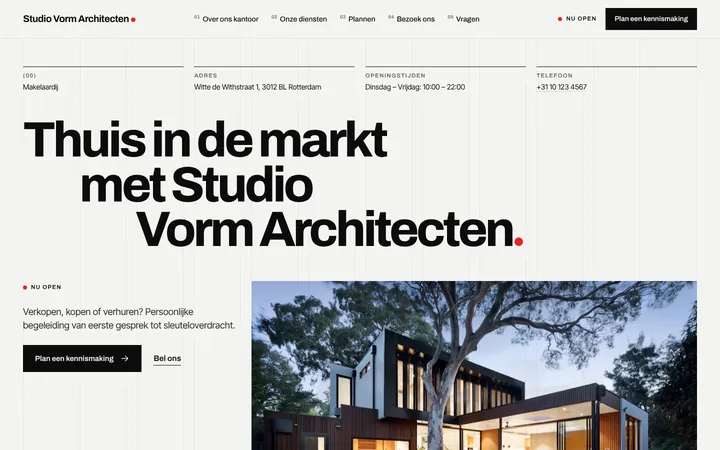 Studio Vorm Architecten
01 Over ons kantoor
02 Onze diensten
03 Plannen
04 Bezoek ons
05 Vragen
NU OPEN
Plan een kennismaking
(00)
Makelaardij
ADRES
Witte de Withstraat 1, 3012 BL Rotterdam
OPENINGSTIJDEN
Dinsdag – Vrijdag: 10:00 – 22:00
TELEFOON
+31 10 123 4567
Thuis in de markt
met Studio
Vorm Architecten.
NU OPEN
Verkopen, kopen of verhuren? Persoonlijke
begeleiding van eerste gesprek tot sleuteloverdracht.
Plan een kennismaking →
Bel ons